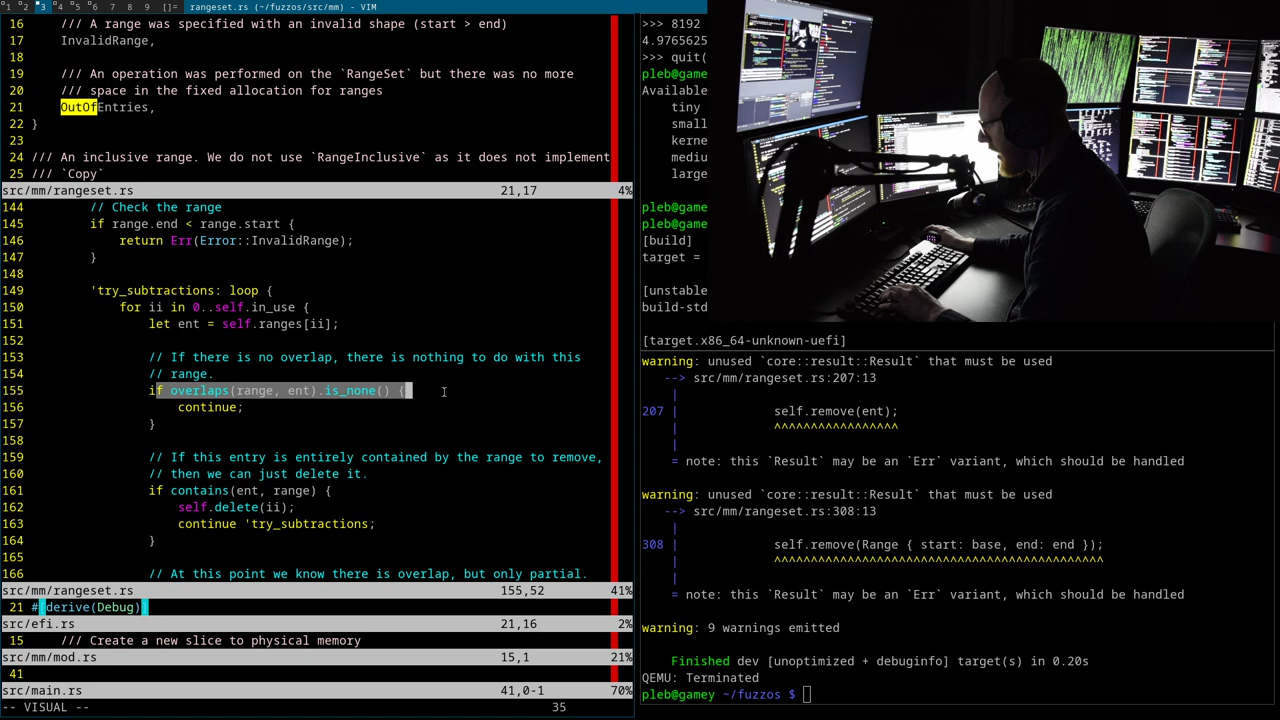 1 2 3 4 5 6 7 8 9 []= rangeset.rs (~/fuzzos/src/mm) - VIM
16 /// A range was specified with an invalid shape (start > end)
17 InvalidRange,
18
19 /// An operation was performed on the `RangeSet` but there was no more
20 /// space in the fixed allocation for ranges
21 OutOfEntries,
22 }
23
24 /// An inclusive range. We do not use `RangeInclusive` as it does not implement
25 /// `Copy`
src/mm/rangeset.rs 21,17 4%
144 // Check the range
145 if range.end < range.start {
146 return Err(Error::InvalidRange);
147 }
148
149 'try_subtractions: loop {
150 for ii in 0..self.in_use {
151 let ent = self.ranges[ii];
152
153 // If there is no overlap, there is nothing to do with this
154 // range.
155 if overlaps(range, ent).is_none() {
156 continue;
157 }
158
159 // If this entry is entirely contained by the range to remove,
160 // then we can just delete it.
161 if contains(ent, range) {
162 self.delete(ii);
163 continue 'try_subtractions;
164 }
165
166 // At this point we know there is overlap, but only partial.
src/mm/rangeset.rs 155,52 41%
21 #[derive(Debug)]
src/efi.rs 21,16 2%
15 /// Create a new slice to physical memory
src/mm/mod.rs 15,1 21%
41
src/main.rs 41,0-1 70%
-- VISUAL -- 35
>>> 8192
4.9765625
>>> quit(
pleb@game
Available
tiny
small
kerne
mediu
large
pleb@game
pleb@game
[build]
target =
[unstable
build-std
[target.x86_64-unknown-uefi]
warning: unused `core::result::Result` that must be used
--> src/mm/rangeset.rs:207:13
|
207 | self.remove(ent);
| ^^^^^^^^^^^^^^^^^
|
= note: this `Result` may be an `Err` variant, which should be handled
warning: unused `core::result::Result` that must be used
--> src/mm/rangeset.rs:308:13
|
308 | self.remove(Range { start: base, end: end });
| ^^^^^^^^^^^^^^^^^^^^^^^^^^^^^^^^^^^^^^^^^^^^^
|
= note: this `Result` may be an `Err` variant, which should be handled
warning: 9 warnings emitted
Finished dev [unoptimized + debuginfo] target(s) in 0.20s
QEMU: Terminated
pleb@gamey ~/fuzzos $